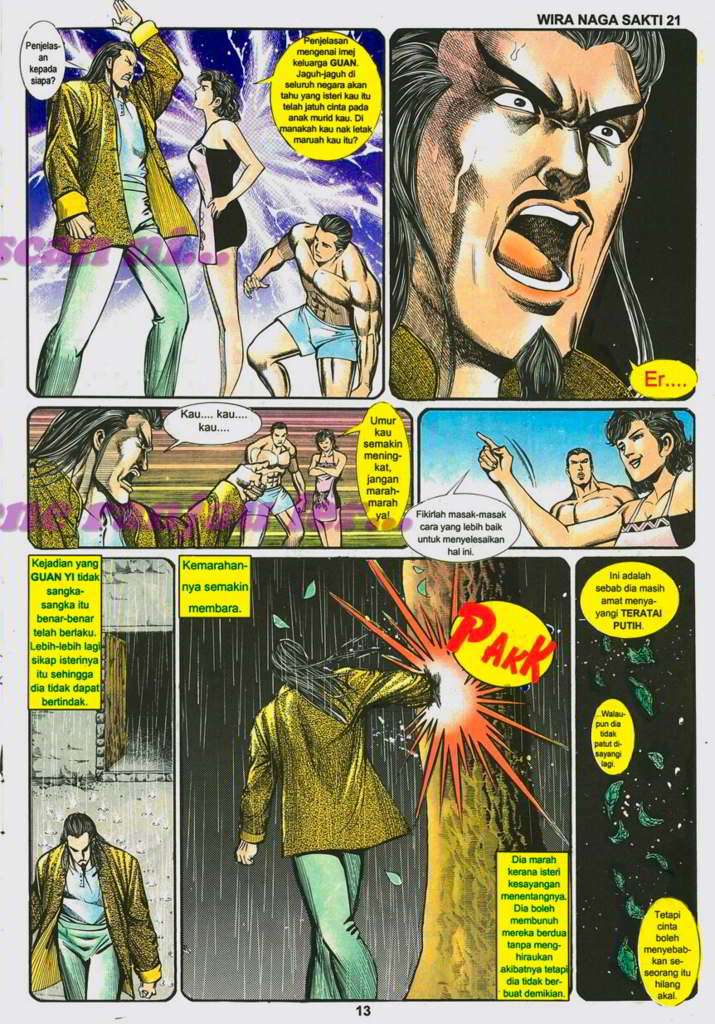 WIRA NAGA SAKTI 21
Penjelas-
an
kepada
siapa?
Penjelasan
mengenai imej
keluarga GUAN.
Jaguh-jaguh di
seluruh negara akan
tahu yang isteri kau itu
telah jatuh cinta pada
anak murid kau. Di
manakah kau nak letak
maruah kau itu?
scan ni...
Er....
Kau.... kau....
kau....
Umur
kau
semakin
mening-
kat,
jangan
marah-
marah
ya!
Fikirlah masak-masak
cara yang lebih baik
untuk menyelesaikan
hal ini.
Kejadian yang
GUAN YI tidak
sangka-
sangka itu
benar-benar
telah berlaku.
Lebih-lebih lagi
sikap isterinya
itu sehingga
dia tidak dapat
bertindak.
Kemarahan-
nya semakin
membara.
PAKK
Dia marah
kerana isteri
kesayangan
menentangnya.
Dia boleh
membunuh
mereka berdua
tanpa meng-
hiraukan
akibatnya tetapi
dia tidak ber-
buat demikian.
Ini adalah
sebab dia masih
amat menya-
yangi TERATAI
PUTIH.
..Walau-
pun dia
tidak
patut di-
sayangi
lagi.
Tetapi
cinta
boleh
menyebab-
kan se-
seorang itu
hilang
akal.
13